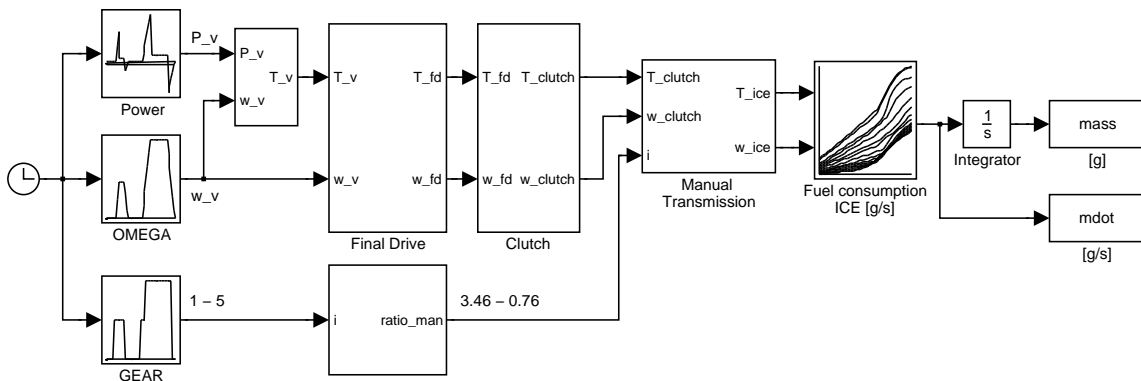 P_v
Power
P_v
T_v
w_v
T_v
T_fd
w_v
w_fd
Final Drive
T_fd
T_clutch
w_fd
w_clutch
Clutch
T_clutch
T_ice
w_clutch
i
w_ice
Manual
Transmission
Fuel consumption
ICE [g/s]
1
s
Integrator
mass
[g]
mdot
[g/s]
w_v
OMEGA
1 – 5
GEAR
i
ratio_man
3.46 – 0.76